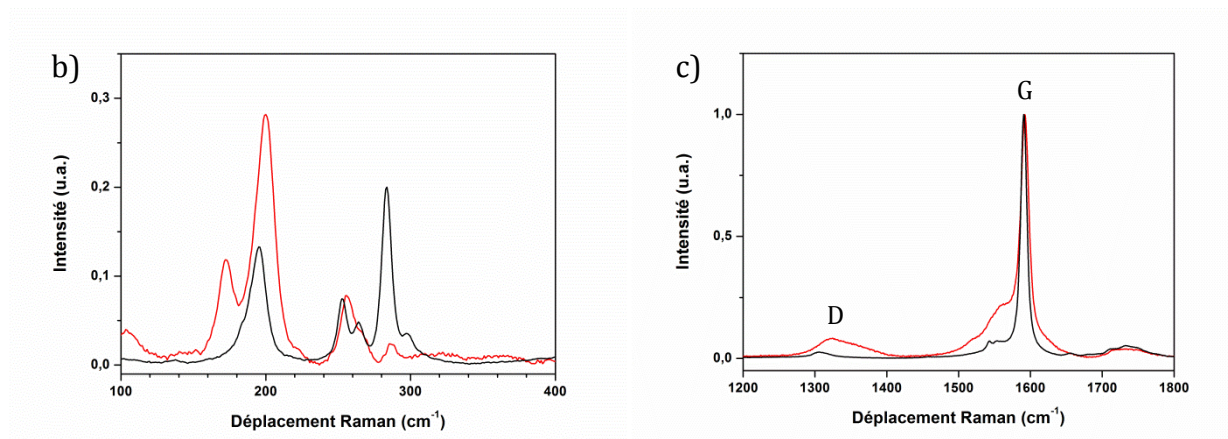 b)
0,3
0,2
0,1
0,0
100 200 300 400
Intensité (u.a.)
Déplacement Raman (cm⁻¹)
c)
G
D
1,0
0,5
0,0
1200 1300 1400 1500 1600 1700 1800
Intensité (u.a.)
Déplacement Raman (cm⁻¹)